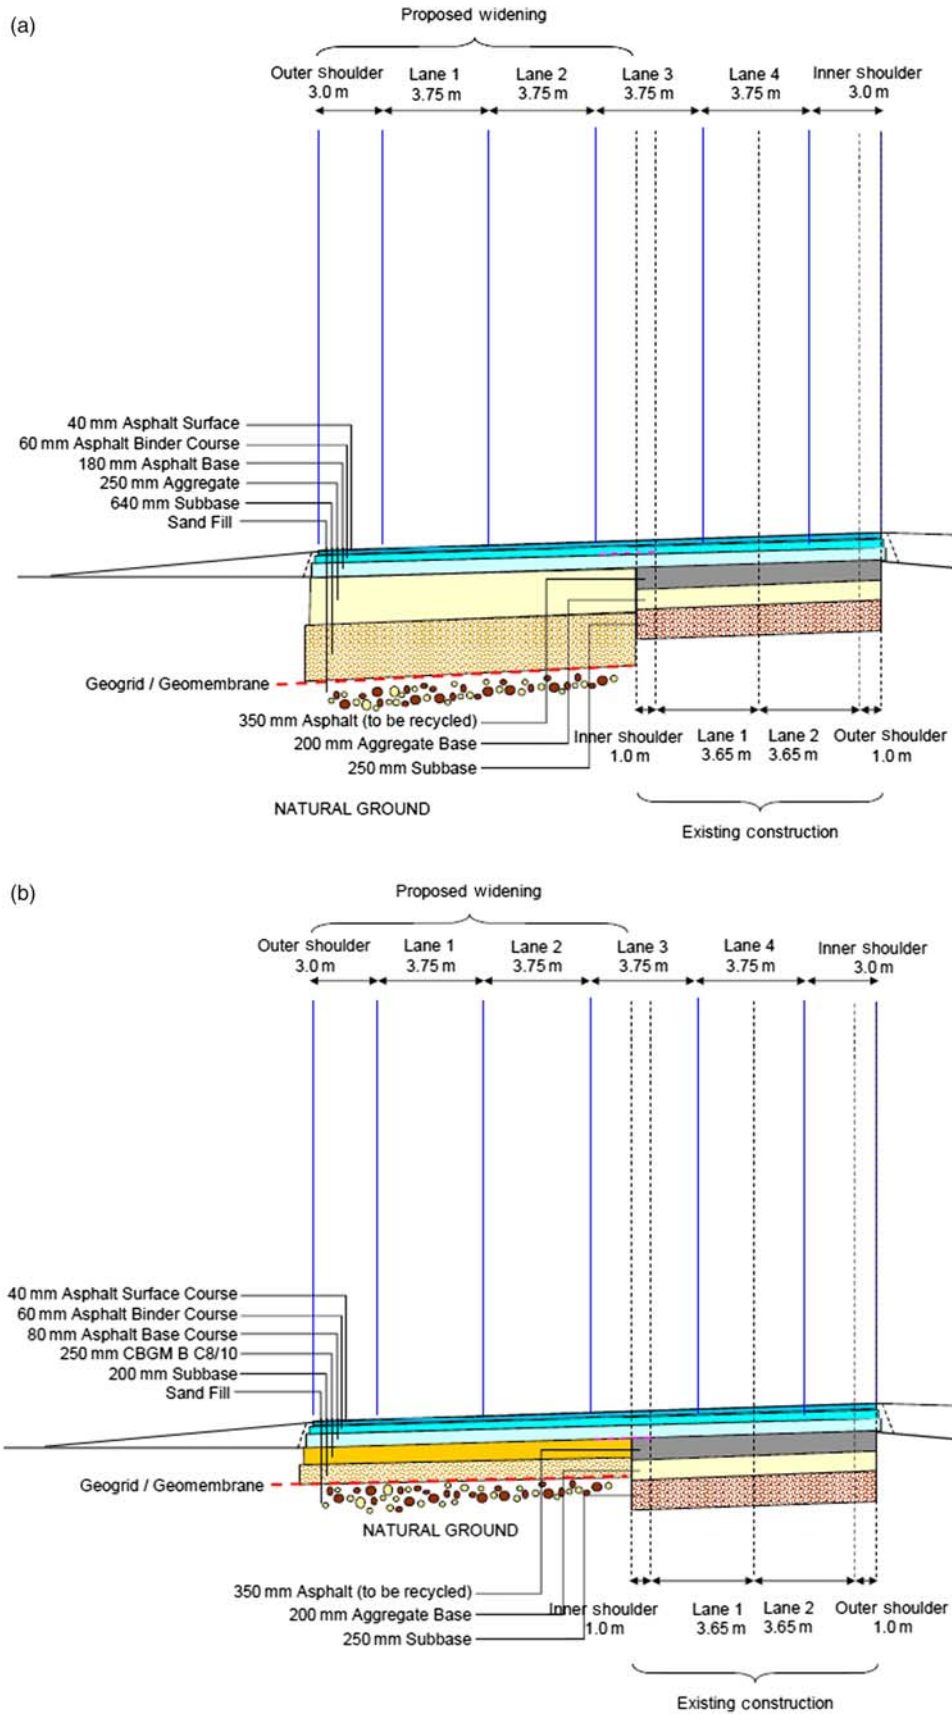 (a)
Proposed widening
Outer shoulder
3.0 m
Lane 1
3.75 m
Lane 2
3.75 m
Lane 3
3.75 m
Lane 4
3.75 m
Inner shoulder
3.0 m
40 mm Asphalt Surface
60 mm Asphalt Binder Course
180 mm Asphalt Base
250 mm Aggregate
640 mm Subbase
Sand Fill
Geogrid / Geomembrane
350 mm Asphalt (to be recycled)
200 mm Aggregate Base
250 mm Subbase
Inner shoulder
1.0 m
Lane 1
3.65 m
Lane 2
3.65 m
Outer shoulder
1.0 m
NATURAL GROUND
Existing construction
(b)
Proposed widening
Outer shoulder
3.0 m
Lane 1
3.75 m
Lane 2
3.75 m
Lane 3
3.75 m
Lane 4
3.75 m
Inner shoulder
3.0 m
40 mm Asphalt Surface Course
60 mm Asphalt Binder Course
80 mm Asphalt Base Course
250 mm CBGM B C8/10
200 mm Subbase
Sand Fill
Geogrid / Geomembrane
NATURAL GROUND
350 mm Asphalt (to be recycled)
200 mm Aggregate Base
250 mm Subbase
Inner shoulder
1.0 m
Lane 1
3.65 m
Lane 2
3.65 m
Outer shoulder
1.0 m
Existing construction